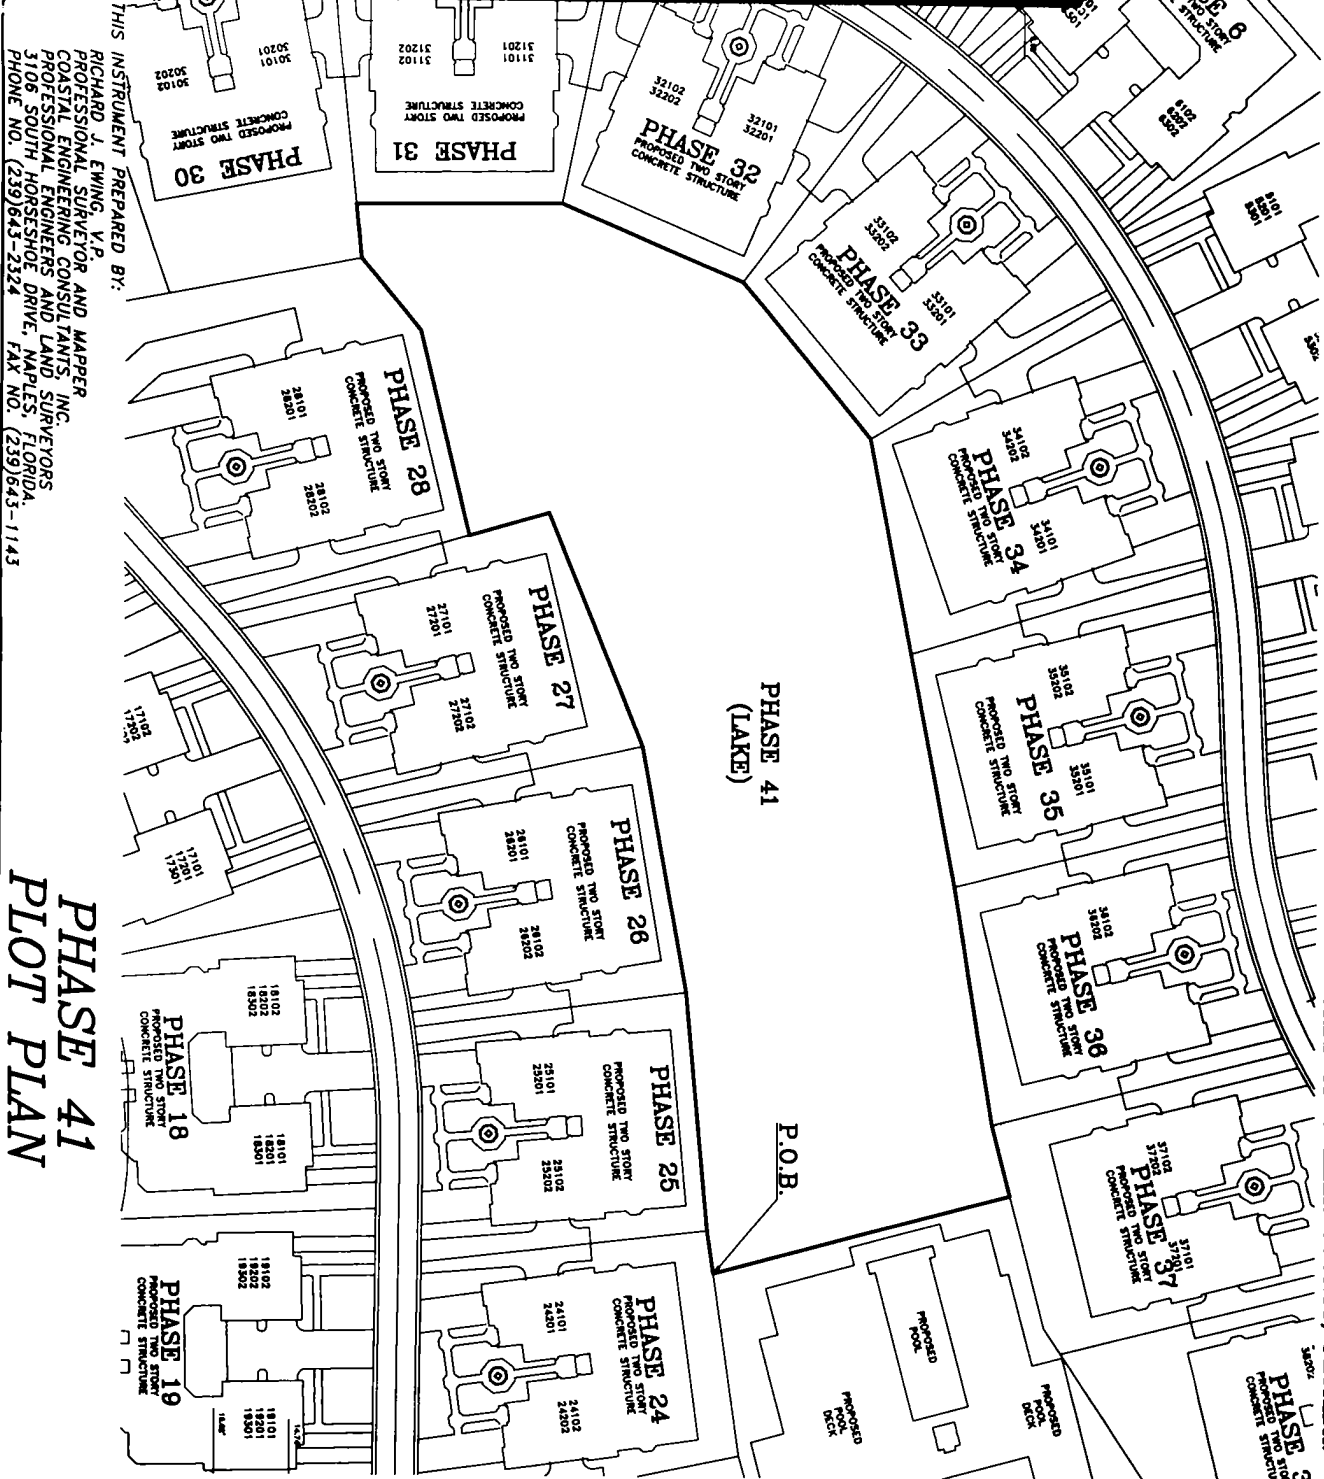 PHASE 41
PLOT PLAN
THIS INSTRUMENT PREPARED BY:
RICHARD J. EWING, V.P.
PROFESSIONAL SURVEYOR AND MAPPER
COASTAL ENGINEERING CONSULTANTS, INC.
PROFESSIONAL ENGINEERS AND LAND SURVEYORS
3106 SOUTH HORSESHOE DRIVE, NAPLES, FLORIDA.
PHONE NO. (239)643-2324 FAX NO. (239)643-1143
PHASE 41
(LAKE)
P.O.B.
30201
30101
30202
30102
PROPOSED TWO STORY
CONCRETE STRUCTURE
PHASE 30
31202
31102
31201
31101
PROPOSED TWO STORY
CONCRETE STRUCTURE
PHASE 31
32102
32202
32101
32201
PHASE 32
PROPOSED TWO STORY
CONCRETE STRUCTURE
33102
33202
33101
33201
PHASE 33
PROPOSED TWO STORY
CONCRETE STRUCTURE
34102
34202
34101
34201
PHASE 34
PROPOSED TWO STORY
CONCRETE STRUCTURE
35102
35202
35101
35201
PHASE 35
PROPOSED TWO STORY
CONCRETE STRUCTURE
36102
36202
PHASE 36
PROPOSED TWO STORY
CONCRETE STRUCTURE
37102
37202
37101
37201
PHASE 37
PROPOSED TWO STORY
CONCRETE STRUCTURE
PHASE 28
PROPOSED TWO STORY
CONCRETE STRUCTURE
28101
28201
28102
28202
PHASE 27
PROPOSED TWO STORY
CONCRETE STRUCTURE
27101
27201
27102
27202
PHASE 26
PROPOSED TWO STORY
CONCRETE STRUCTURE
26101
26201
26102
26202
PHASE 25
PROPOSED TWO STORY
CONCRETE STRUCTURE
25101
25201
25102
25202
PHASE 24
PROPOSED TWO STORY
CONCRETE STRUCTURE
24101
24201
24102
24202
17102
17202
17101
17201
17301
18102
18202
18302
PHASE 18
PROPOSED TWO STORY
CONCRETE STRUCTURE
18101
18201
18301
19102
19202
19302
PHASE 19
PROPOSED TWO STORY
CONCRETE STRUCTURE
19101
19201
19301
PROPOSED
POOL
PROPOSED
POOL
DECK
PROPOSED
POOL
DECK
6102
6202
6302